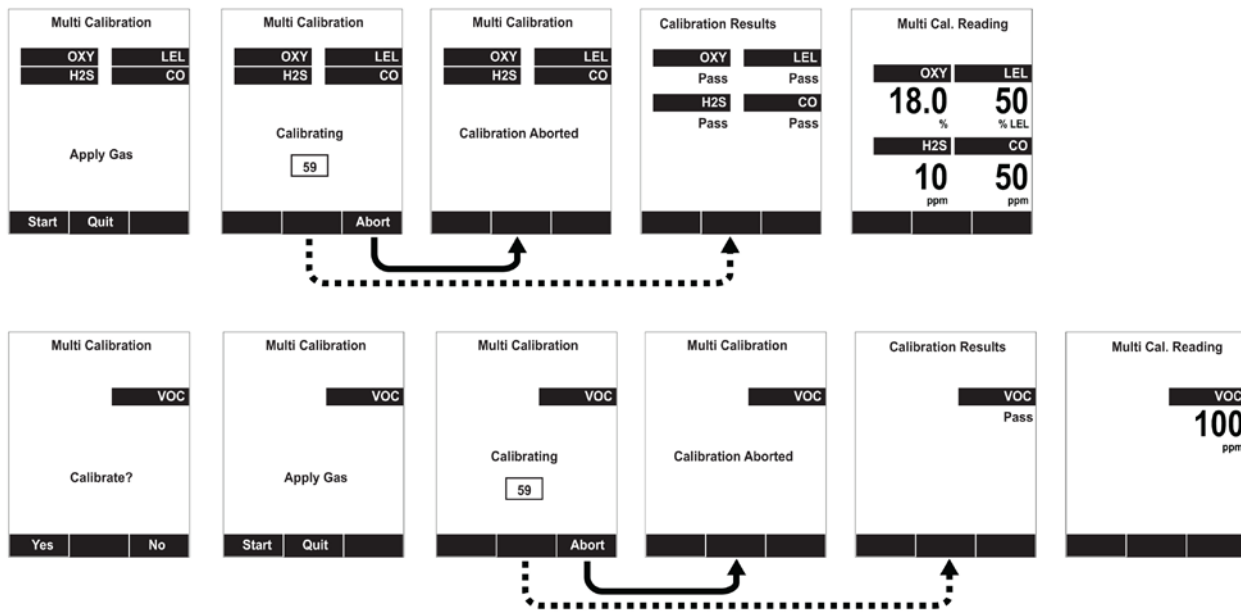 Multi Calibration
OXY LEL
H2S CO
Apply Gas
Start Quit
Multi Calibration
OXY LEL
H2S CO
Calibrating
59
Abort
Multi Calibration
OXY LEL
H2S CO
Calibration Aborted
Calibration Results
OXY LEL
Pass Pass
H2S CO
Pass Pass
Multi Cal. Reading
OXY LEL
18.0 50
% % LEL
H2S CO
10 50
ppm ppm
Multi Calibration
VOC
Calibrate?
Yes No
Multi Calibration
VOC
Apply Gas
Start Quit
Multi Calibration
VOC
Calibrating
59
Abort
Multi Calibration
VOC
Calibration Aborted
Calibration Results
VOC
Pass
Multi Cal. Reading
VOC
100
ppm